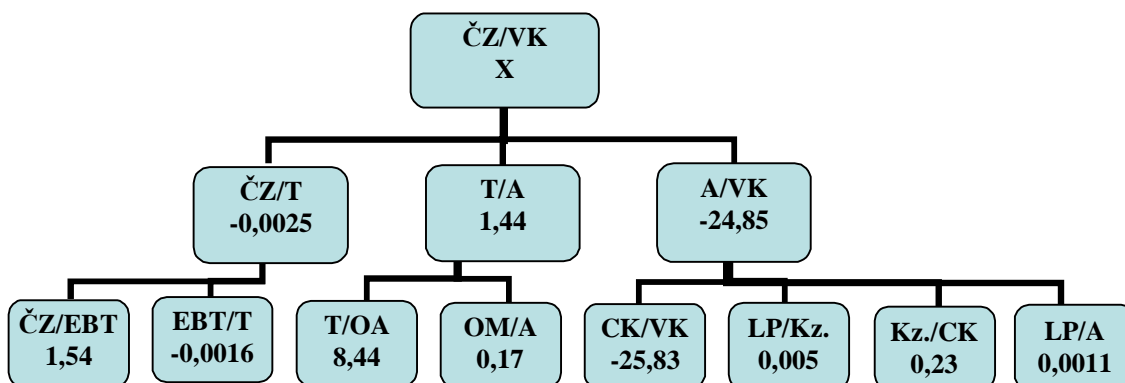 ČZ/VK
X
ČZ/T
-0,0025
T/A
1,44
A/VK
-24,85
ČZ/EBT
1,54
EBT/T
-0,0016
T/OA
8,44
OM/A
0,17
CK/VK
-25,83
LP/Kz.
0,005
Kz./CK
0,23
LP/A
0,0011